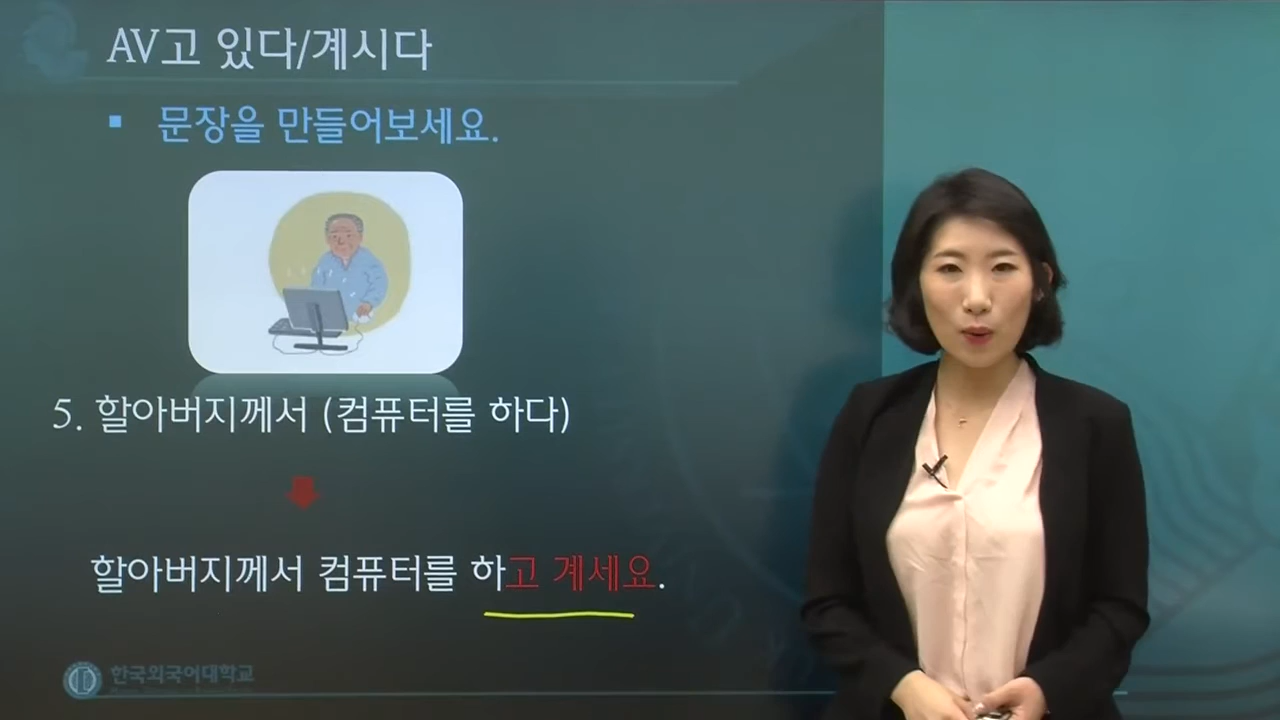 AV고 있다/계시다
▪ 문장을 만들어보세요.
5. 할아버지께서 (컴퓨터를 하다)
할아버지께서 컴퓨터를 하고 계세요.
한국외국어대학교